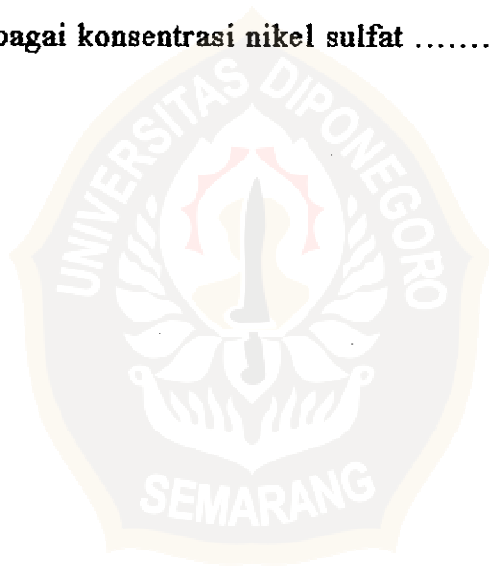 bagai konsentrasi nikel sulfat .......
UNIVERSITAS DIPONEGORO
SEMARANG